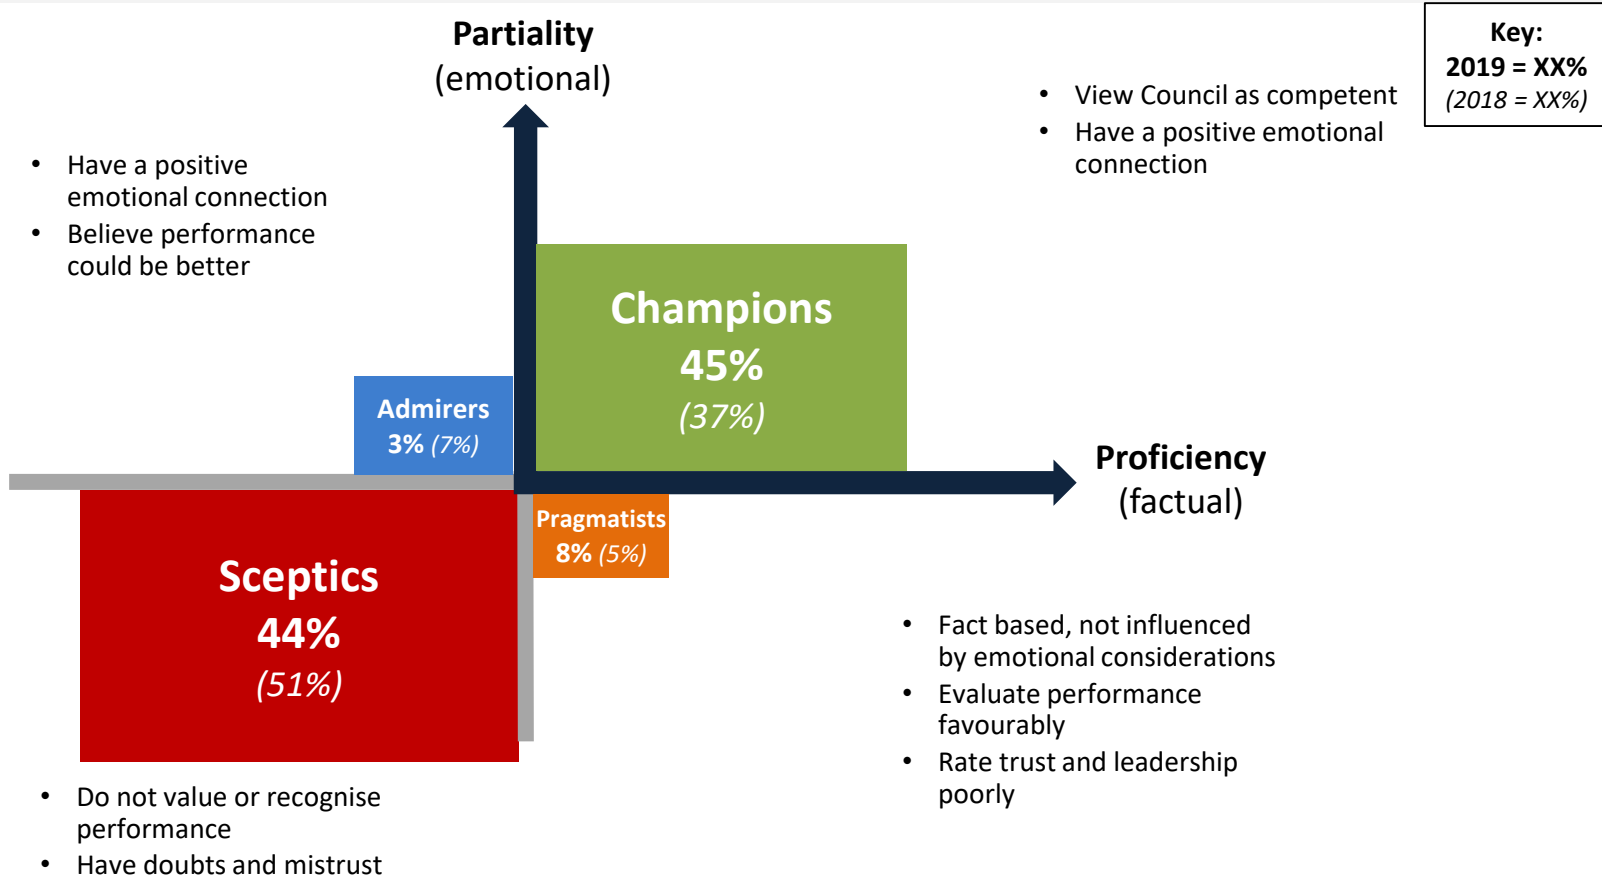 Partiality
(emotional)
Key:
2019 = XX%
(2018 = XX%)
• View Council as competent
• Have a positive emotional
connection
• Have a positive
emotional connection
• Believe performance
could be better
Champions
45%
(37%)
Admirers
3% (7%)
Proficiency
(factual)
Pragmatists
8% (5%)
Sceptics
44%
(51%)
• Fact based, not influenced
by emotional considerations
• Evaluate performance
favourably
• Rate trust and leadership
poorly
• Do not value or recognise
performance
• Have doubts and mistrust